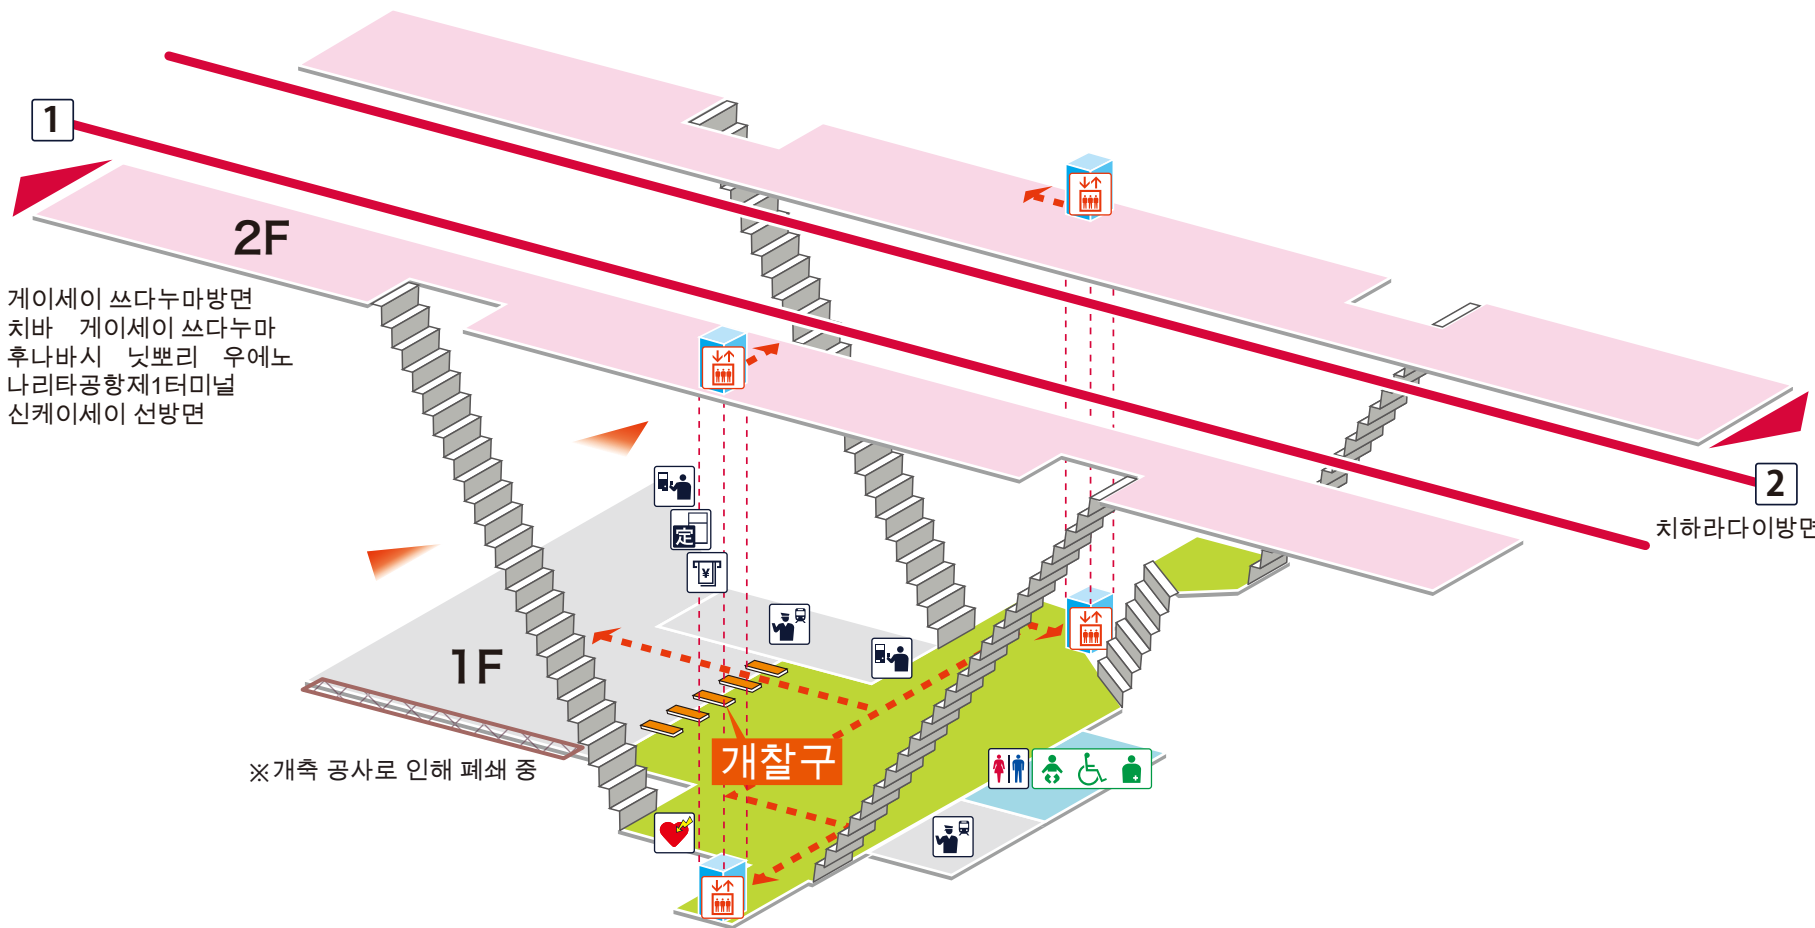 1
2F
게이세이 쓰다누마방면
치바 게이세이 쓰다누마
후나바시 닛뽀리 우에노
나리타공항제1터미널
신케이세이 선방면
2
치하라다이방면
定
¥
1F
개찰구
※개축 공사로 인해 폐쇄 중